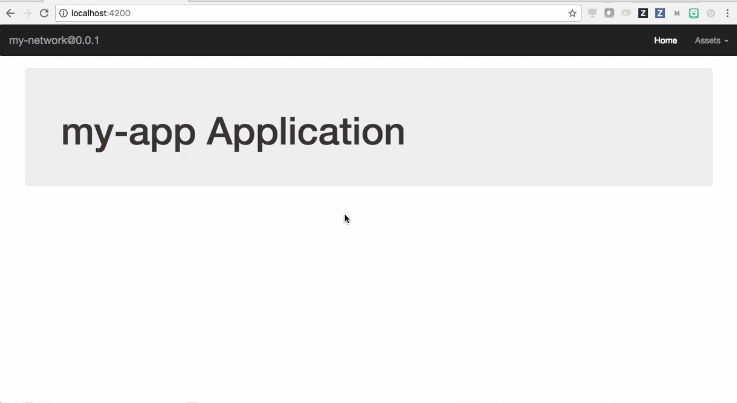 localhost:4200
my-network@0.0.1
Home
Assets
my-app Application